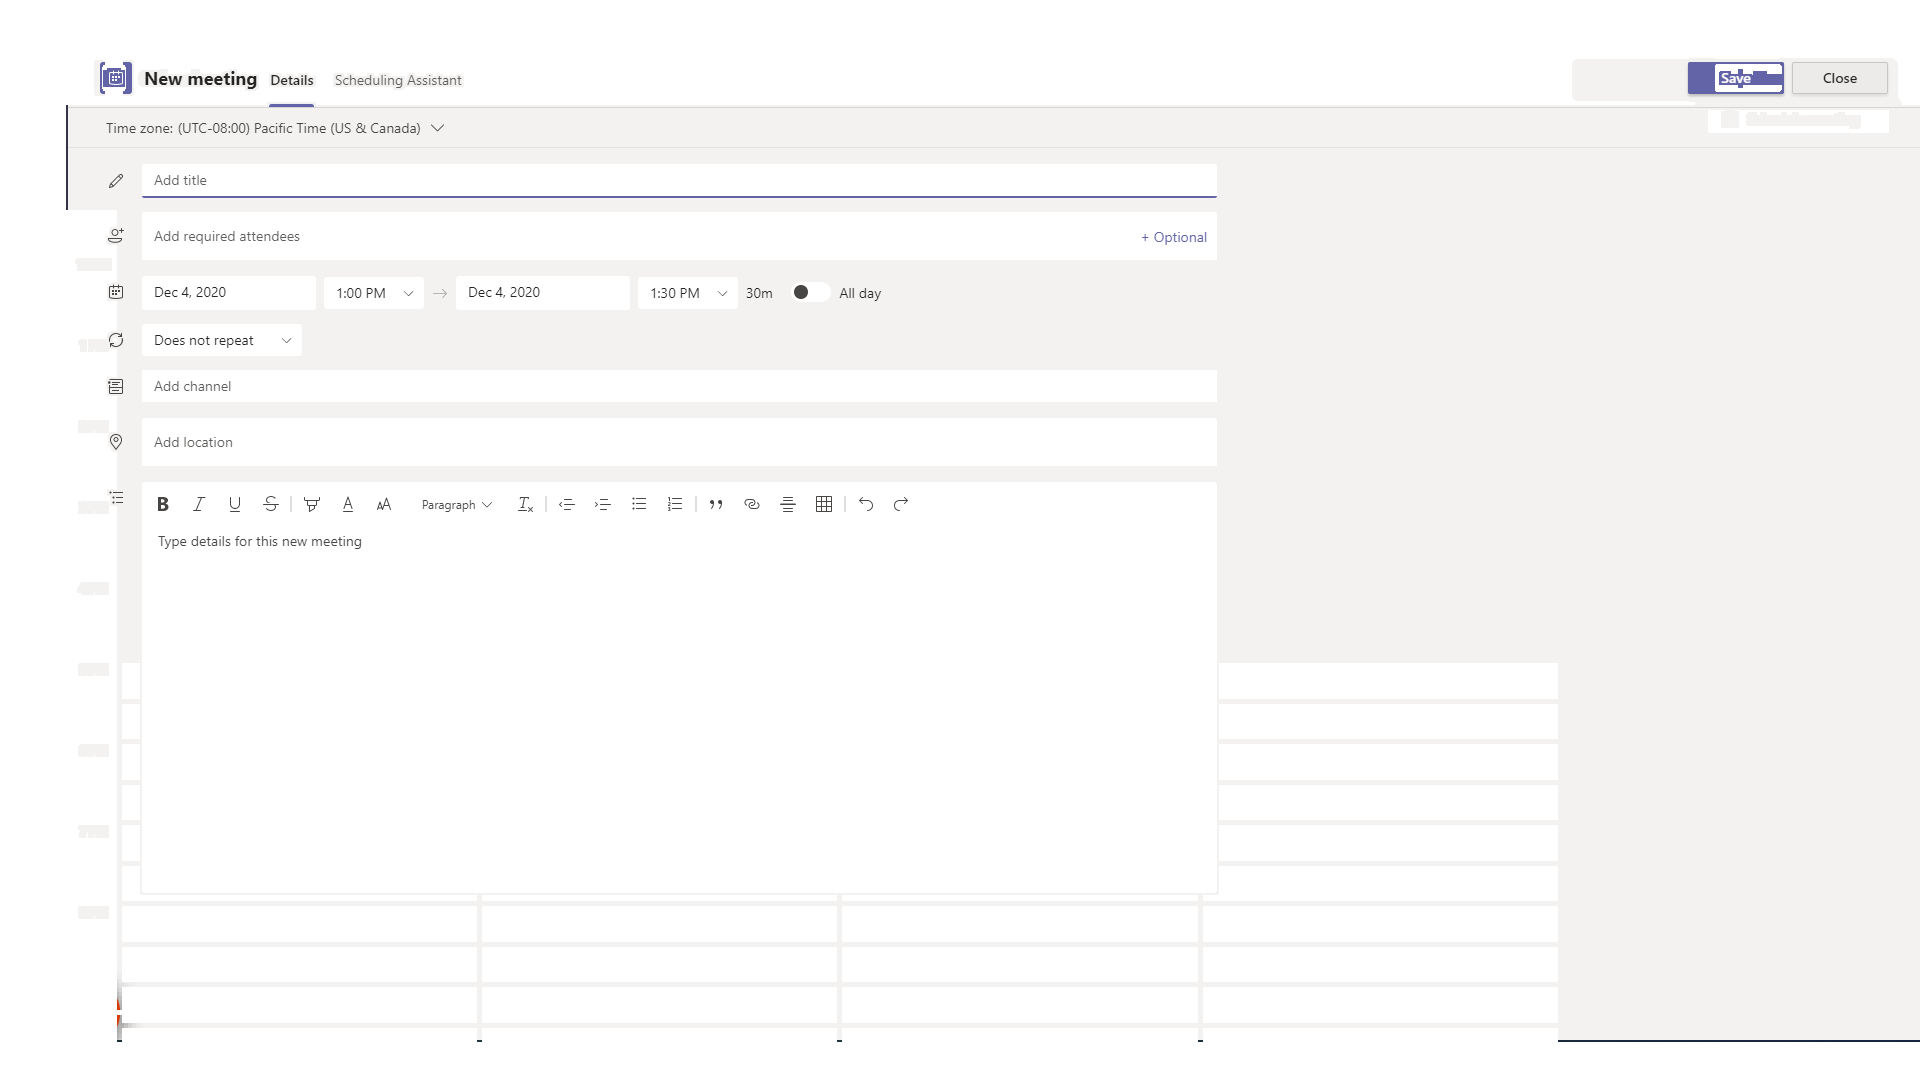 New meeting Details Scheduling Assistant Save Close
Time zone: (UTC-08:00) Pacific Time (US & Canada)
Add title
Add required attendees + Optional
Dec 4, 2020 1:00 PM Dec 4, 2020 1:30 PM 30m All day
Does not repeat
Add channel
Add location
Paragraph
Type details for this new meeting